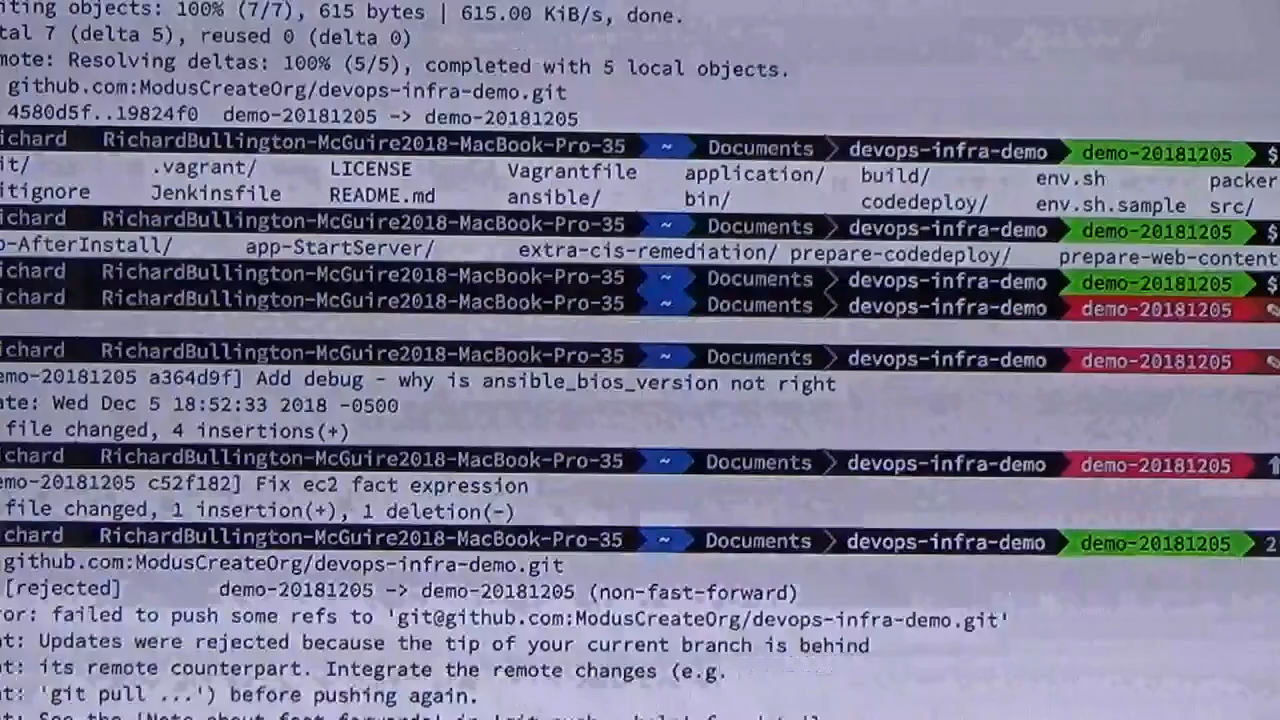 iting objects: 100% (7/7), 615 bytes | 615.00 KiB/s, done.
tal 7 (delta 5), reused 0 (delta 0)
mote: Resolving deltas: 100% (5/5), completed with 5 local objects.
github.com:ModusCreateOrg/devops-infra-demo.git
4580d5f..19824f0 demo-20181205 -> demo-20181205
ichard RichardBullington-McGuire2018-MacBook-Pro-35 ~ Documents devops-infra-demo demo-20181205 $
it/ .vagrant/ LICENSE Vagrantfile application/ build/ env.sh packer
itignore Jenkinsfile README.md ansible/ bin/ codedeploy/ env.sh.sample src/
ichard RichardBullington-McGuire2018-MacBook-Pro-35 ~ Documents devops-infra-demo demo-20181205 $
p-AfterInstall/ app-StartServer/ extra-cis-remediation/ prepare-codedeploy/ prepare-web-content
ichard RichardBullington-McGuire2018-MacBook-Pro-35 ~ Documents devops-infra-demo demo-20181205 $
ichard RichardBullington-McGuire2018-MacBook-Pro-35 ~ Documents devops-infra-demo demo-20181205
ichard RichardBullington-McGuire2018-MacBook-Pro-35 ~ Documents devops-infra-demo demo-20181205
emo-20181205 a364d9f] Add debug - why is ansible_bios_version not right
ate: Wed Dec 5 18:52:33 2018 -0500
file changed, 4 insertions(+)
chard RichardBullington-McGuire2018-MacBook-Pro-35 ~ Documents devops-infra-demo demo-20181205
emo-20181205 c52f182] Fix ec2 fact expression
file changed, 1 insertion(+), 1 deletion(-)
chard RichardBullington-McGuire2018-MacBook-Pro-35 ~ Documents devops-infra-demo demo-20181205 2
github.com:ModusCreateOrg/devops-infra-demo.git
[rejected] demo-20181205 -> demo-20181205 (non-fast-forward)
ror: failed to push some refs to 'git@github.com:ModusCreateOrg/devops-infra-demo.git'
nt: Updates were rejected because the tip of your current branch is behind
nt: its remote counterpart. Integrate the remote changes (e.g.
nt: 'git pull ...') before pushing again.